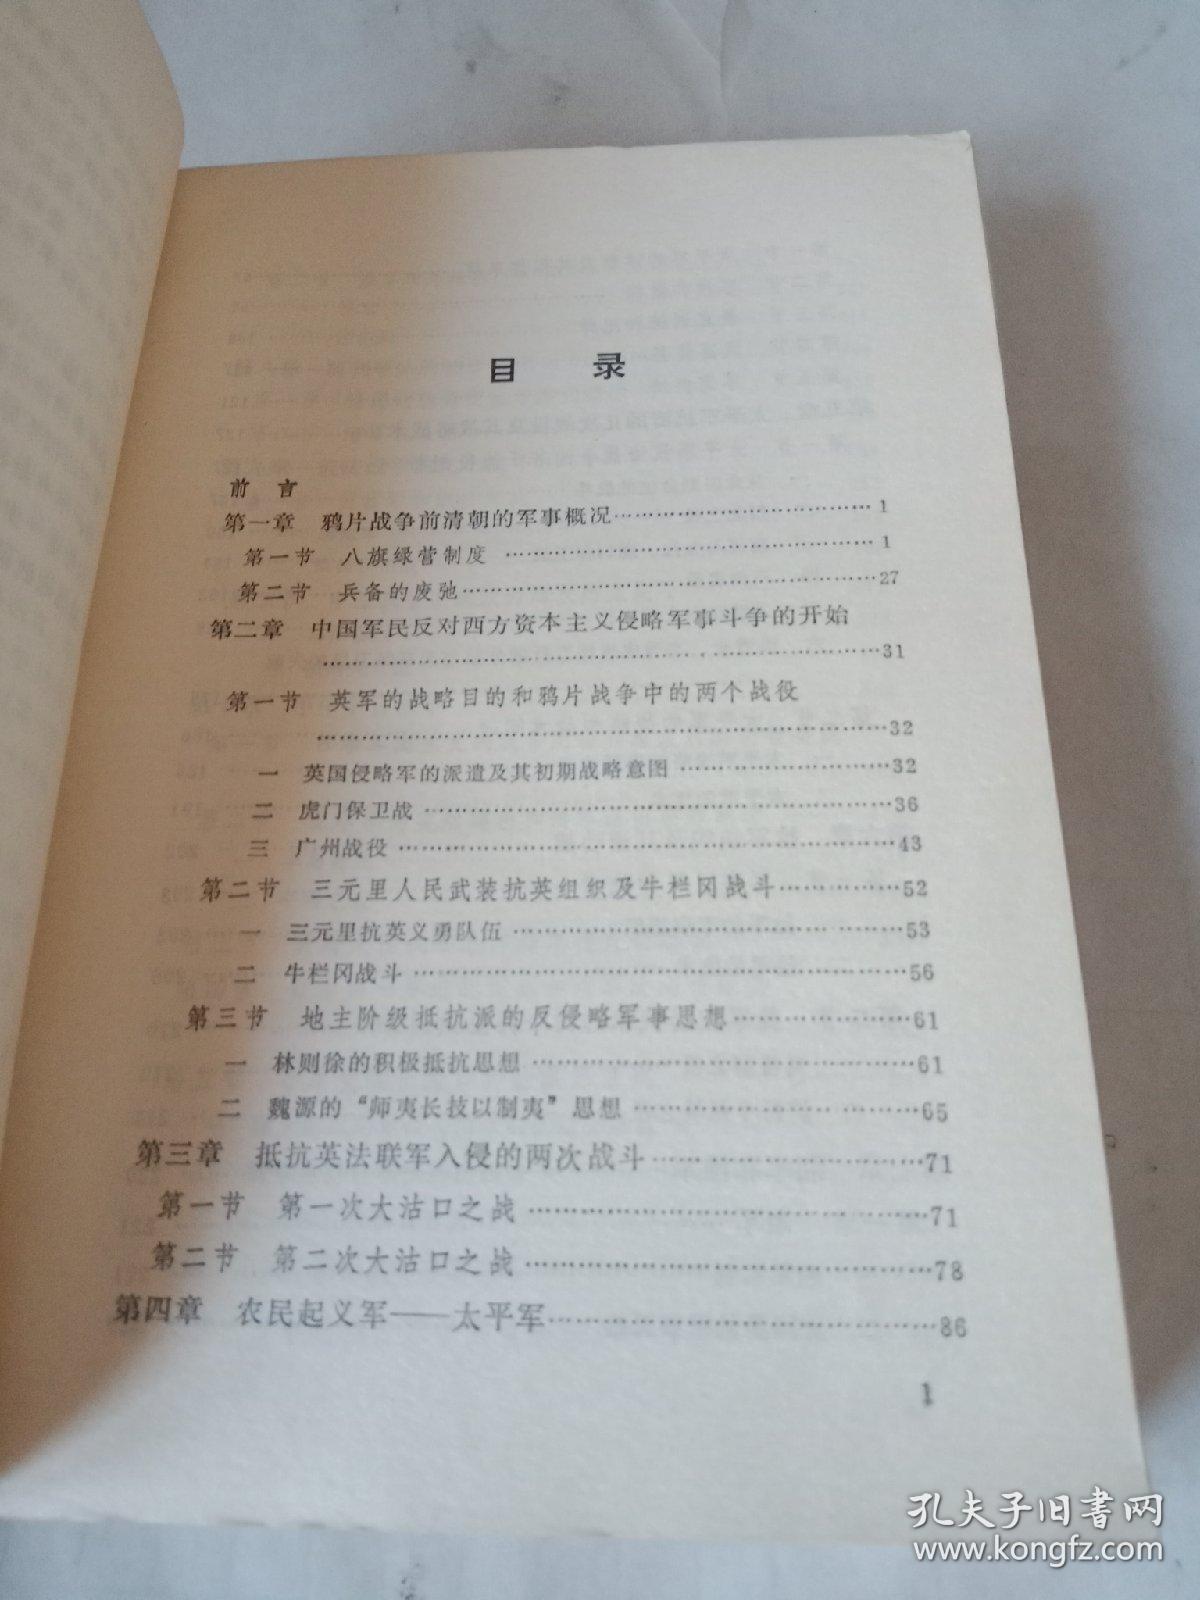 目 录
前 言
第一章 鸦片战争前清朝的军事概况……………………1
第一节 八旗绿营制度……………………1
第二节 兵备的废弛……………………27
第二章 中国军民反对西方资本主义侵略军事斗争的开始
……………………31
第一节 英军的战略目的和鸦片战争中的两个战役
……………………32
一 英国侵略军的派遣及其初期战略意图……………………32
二 虎门保卫战……………………36
三 广州战役……………………43
第二节 三元里人民武装抗英组织及牛栏冈战斗……………………52
一 三元里抗英义勇队伍……………………53
二 牛栏冈战斗……………………56
第三节 地主阶级抵抗派的反侵略军事思想……………………61
一 林则徐的积极抵抗思想……………………61
二 魏源的“师夷长技以制夷”思想……………………65
第三章 抵抗英法联军入侵的两次战斗……………………71
第一节 第一次大沽口之战……………………71
第二节 第二次大沽口之战……………………78
第四章 农民起义军——太平军……………………86
1
孔夫子旧书网
www.kongfz.com